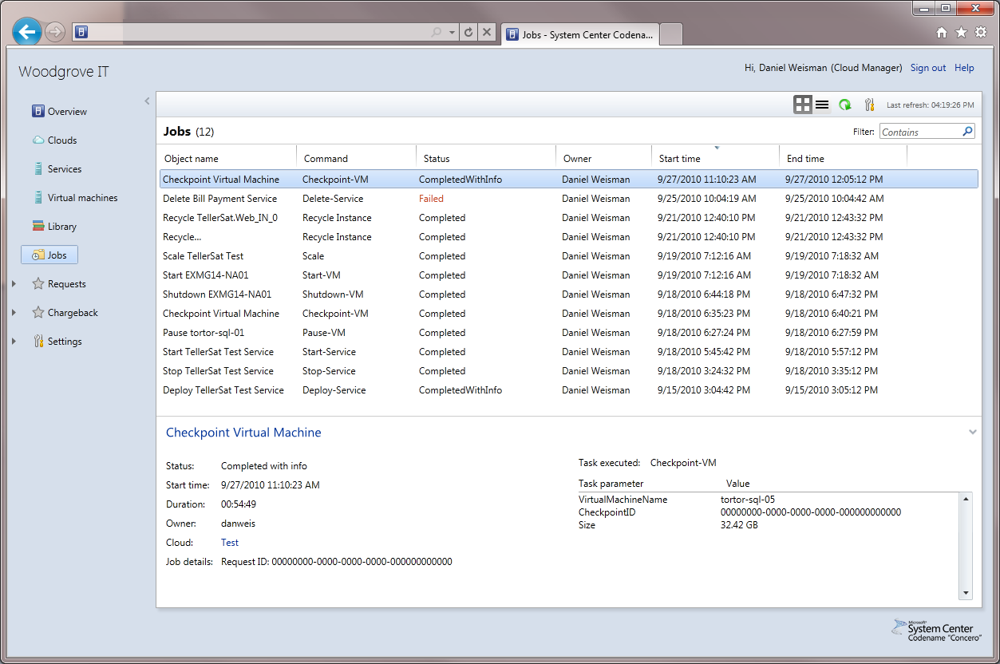 Jobs - System Center Codena...
Woodgrove IT
Hi, Daniel Weisman (Cloud Manager) Sign out Help
Overview
Clouds
Services
Virtual machines
Library
Jobs
Requests
Chargeback
Settings
Last refresh: 04:19:26 PM
Jobs (12)
Filter: Contains
Object name Command Status Owner Start time End time
Checkpoint Virtual Machine Checkpoint-VM CompletedWithInfo Daniel Weisman 9/27/2010 11:10:23 AM 9/27/2010 12:05:12 PM
Delete Bill Payment Service Delete-Service Failed Daniel Weisman 9/25/2010 10:04:19 AM 9/25/2010 10:04:42 AM
Recycle TellerSat.Web_IN_0 Recycle Instance Completed Daniel Weisman 9/21/2010 12:40:10 PM 9/21/2010 12:43:32 PM
Recycle... Recycle Instance Completed Daniel Weisman 9/21/2010 12:40:10 PM 9/21/2010 12:43:32 PM
Scale TellerSat Test Scale Completed Daniel Weisman 9/19/2010 7:12:16 AM 9/19/2010 7:18:32 AM
Start EXMG14-NA01 Start-VM Completed Daniel Weisman 9/19/2010 7:12:16 AM 9/19/2010 7:18:32 AM
Shutdown EXMG14-NA01 Shutdown-VM Completed Daniel Weisman 9/18/2010 6:44:18 PM 9/18/2010 6:47:32 PM
Checkpoint Virtual Machine Checkpoint-VM Completed Daniel Weisman 9/18/2010 6:35:23 PM 9/18/2010 6:40:21 PM
Pause tortor-sql-01 Pause-VM Completed Daniel Weisman 9/18/2010 6:27:24 PM 9/18/2010 6:27:59 PM
Start TellerSat Test Service Start-Service Completed Daniel Weisman 9/18/2010 5:45:42 PM 9/18/2010 5:57:12 PM
Stop TellerSat Test Service Stop-Service Completed Daniel Weisman 9/18/2010 3:24:32 PM 9/18/2010 3:35:12 PM
Deploy TellerSat Test Service Deploy-Service CompletedWithInfo Daniel Weisman 9/15/2010 3:04:42 PM 9/15/2010 3:05:12 PM
Checkpoint Virtual Machine
Status: Completed with info
Start time: 9/27/2010 11:10:23 AM
Duration: 00:54:49
Owner: danweis
Cloud: Test
Job details: Request ID: 00000000-0000-0000-0000-000000000000
Task executed: Checkpoint-VM
Task parameter Value
VirtualMachineName tortor-sql-05
CheckpointID 00000000-0000-0000-0000-000000000000
Size 32.42 GB
Microsoft®
System Center
Codename "Concero"